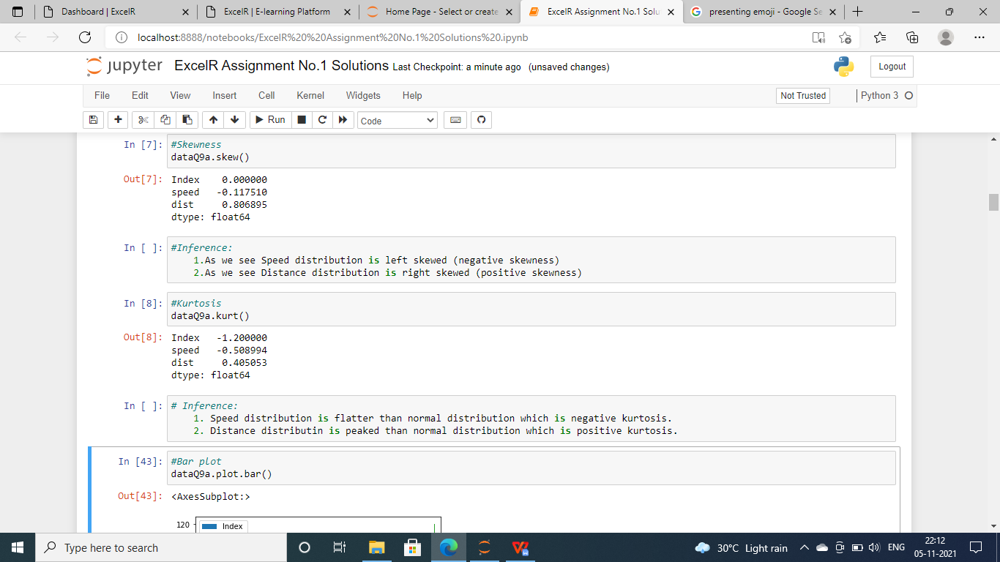 Dashboard | ExcelR
ExcelR | E-learning Platform
Home Page - Select or create
ExcelR Assignment No.1 Solu
presenting emoji - Google Se
localhost:8888/notebooks/ExcelR%20%20Assignment%20No.1%20Solutions%20.ipynb
jupyter ExcelR Assignment No.1 Solutions Last Checkpoint: a minute ago (unsaved changes)
Logout
File Edit View Insert Cell Kernel Widgets Help
Not Trusted
Python 3
Run
Code
In [7]: #Skewness
dataQ9a.skew()
Out[7]: Index 0.000000
speed -0.117510
dist 0.806895
dtype: float64
In [ ]: #Inference:
1.As we see Speed distribution is left skewed (negative skewness)
2.As we see Distance distribution is right skewed (positive skewness)
In [8]: #Kurtosis
dataQ9a.kurt()
Out[8]: Index -1.200000
speed -0.508994
dist 0.405053
dtype: float64
In [ ]: # Inference:
1. Speed distribution is flatter than normal distribution which is negative kurtosis.
2. Distance distributin is peaked than normal distribution which is positive kurtosis.
In [43]: #Bar plot
dataQ9a.plot.bar()
Out[43]: <AxesSubplot:>
120
Index
Type here to search
30°C Light rain
ENG
22:12
05-11-2021